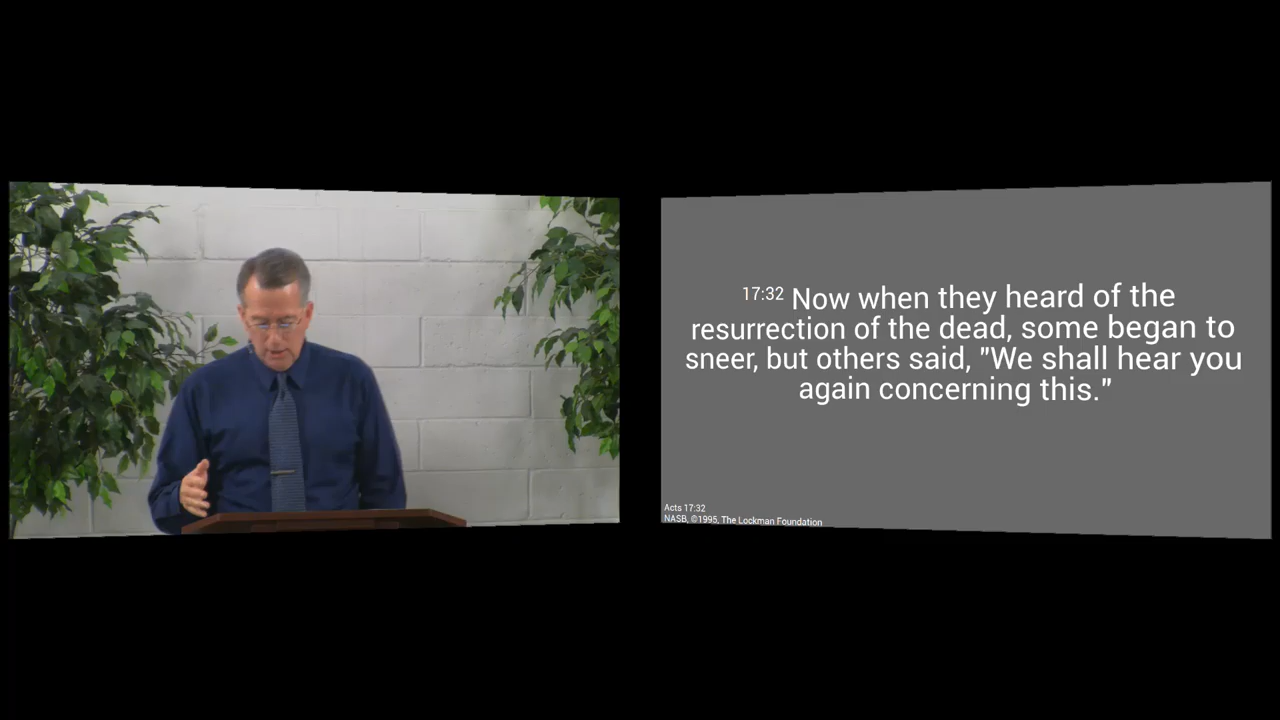 17:32 Now when they heard of the
resurrection of the dead, some began to
sneer, but others said, "We shall hear you
again concerning this."
Acts 17:32
NASB, ©1995, The Lockman Foundation